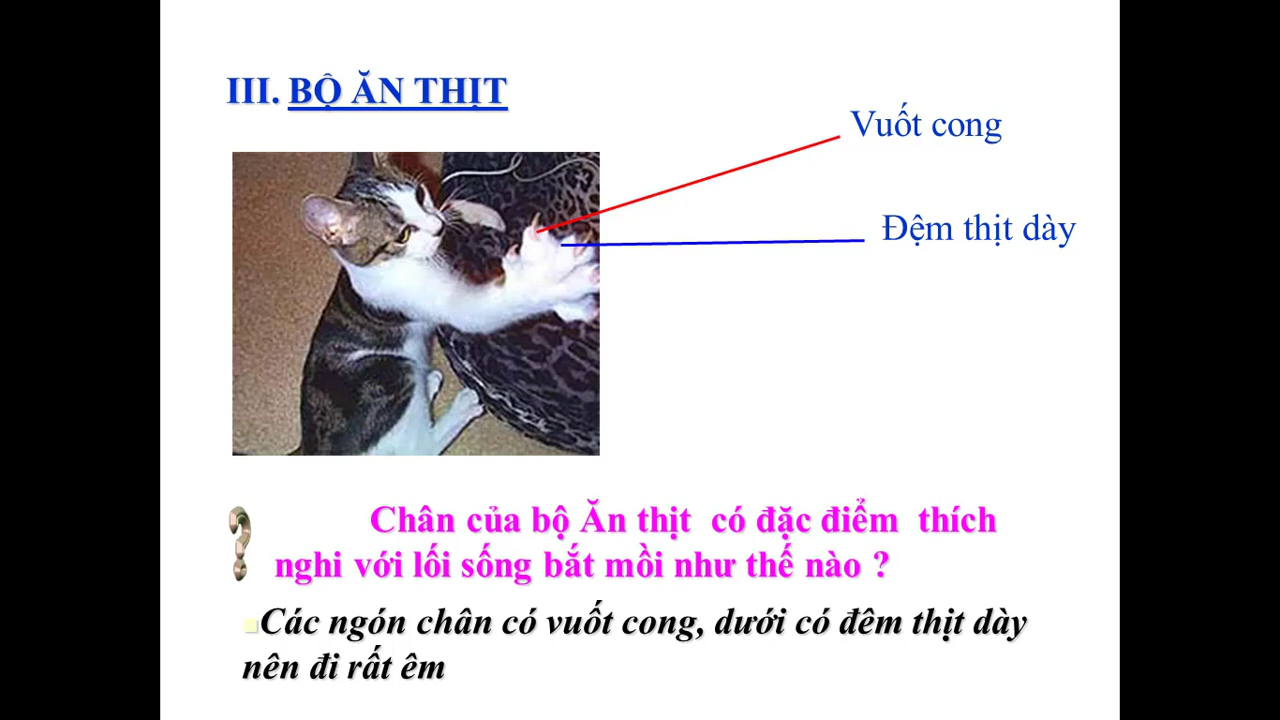 III. BỘ ĂN THỊT
Vuốt cong
Đệm thịt dày
Chân của bộ Ăn thịt có đặc điểm thích
nghi với lối sống bắt mồi như thế nào ?
Các ngón chân có vuốt cong, dưới có đêm thịt dày
nên đi rất êm